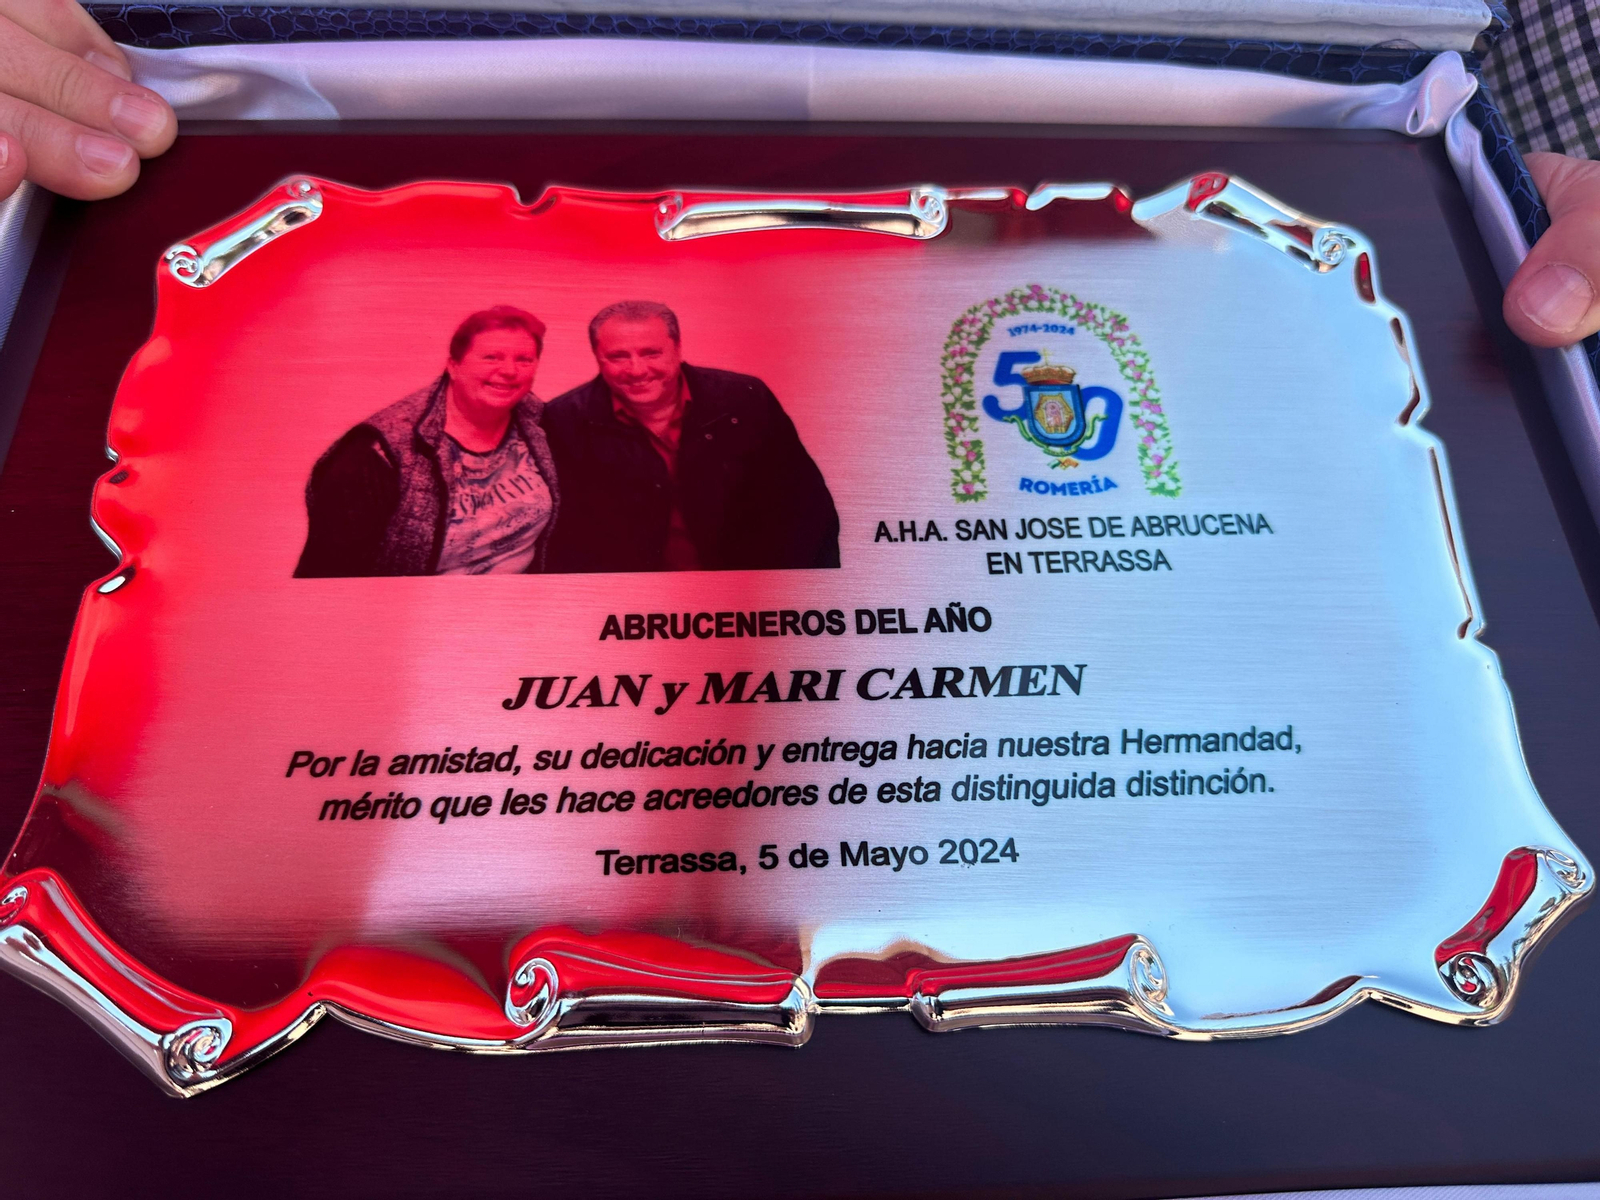 1974-2024
50
ROMERÍA
A.H.A. SAN JOSE DE ABRUCENA
EN TERRASSA
ABRUCENEROS DEL AÑO
JUAN y MARI CARMEN
Por la amistad, su dedicación y entrega hacia nuestra Hermandad,
mérito que les hace acreedores de esta distinguida distinción.
Terrassa, 5 de Mayo 2024